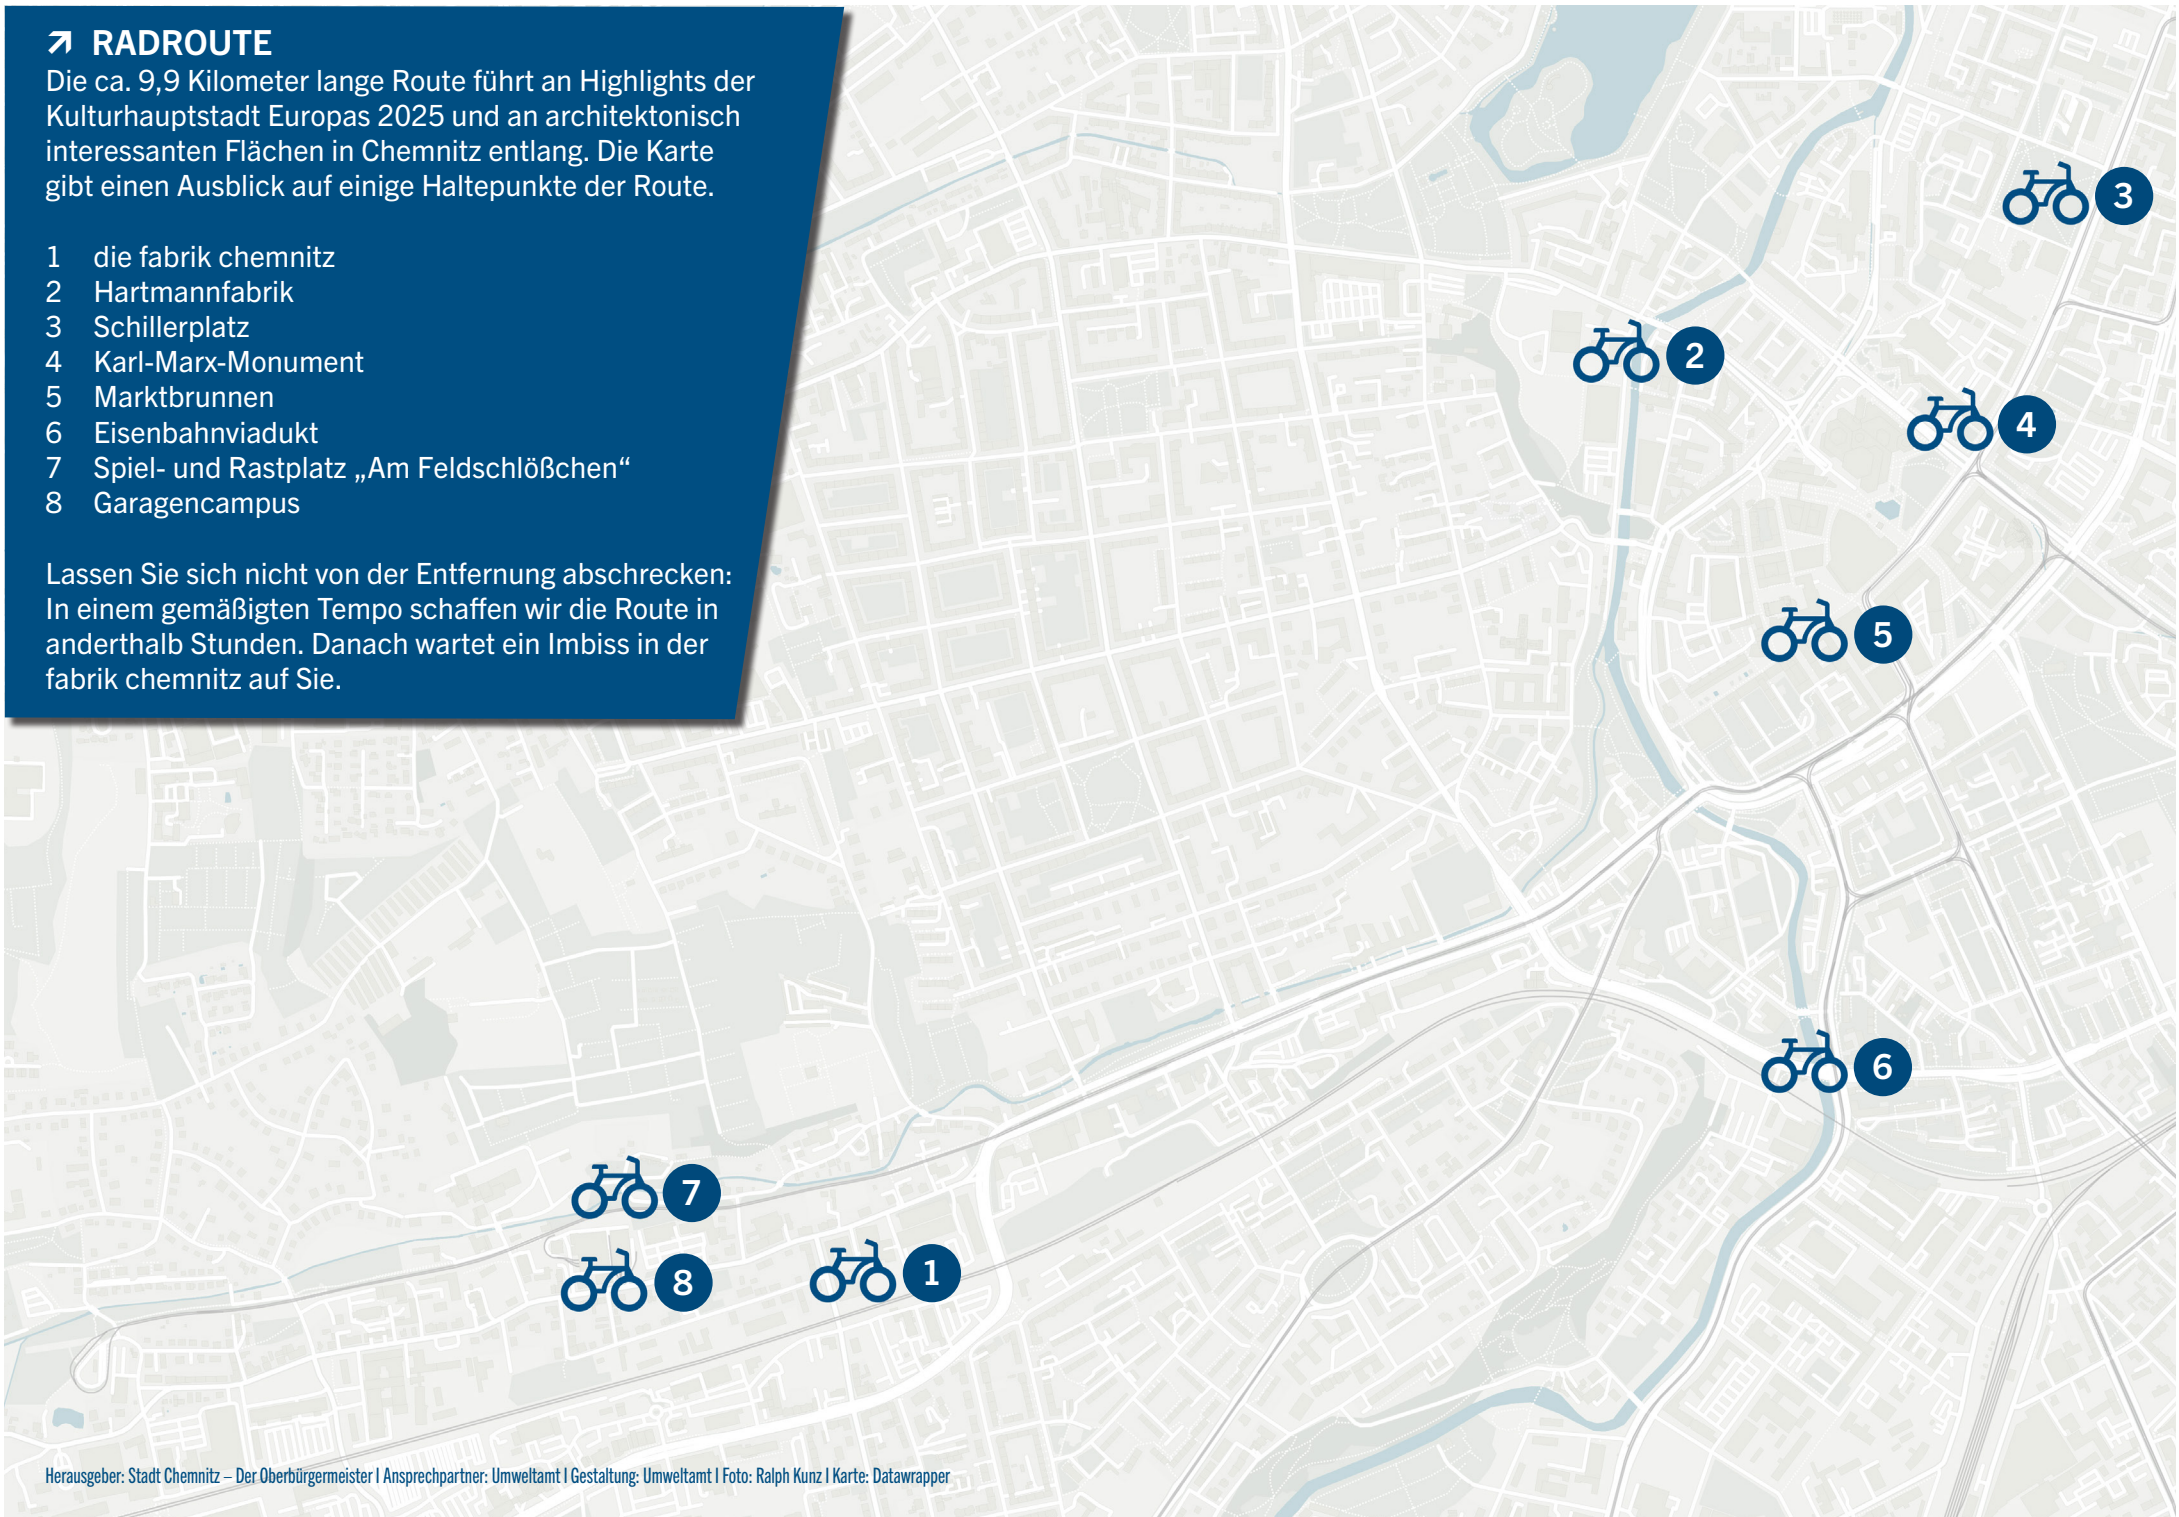 RADROUTE
Die ca. 9,9 Kilometer lange Route führt an Highlights der
Kulturhauptstadt Europas 2025 und an architektonisch
interessanten Flächen in Chemnitz entlang. Die Karte
gibt einen Ausblick auf einige Haltepunkte der Route.
1 die fabrik chemnitz
2 Hartmannfabrik
3 Schillerplatz
4 Karl-Marx-Monument
5 Marktbrunnen
6 Eisenbahnviadukt
7 Spiel- und Rastplatz „Am Feldschlößchen“
8 Garagencampus
Lassen Sie sich nicht von der Entfernung abschrecken:
In einem gemäßigten Tempo schaffen wir die Route in
anderthalb Stunden. Danach wartet ein Imbiss in der
fabrik chemnitz auf Sie.
3
2
4
5
6
7
8
1
Herausgeber: Stadt Chemnitz – Der Oberbürgermeister I Ansprechpartner: Umweltamt I Gestaltung: Umweltamt I Foto: Ralph Kunz I Karte: Datawrapper